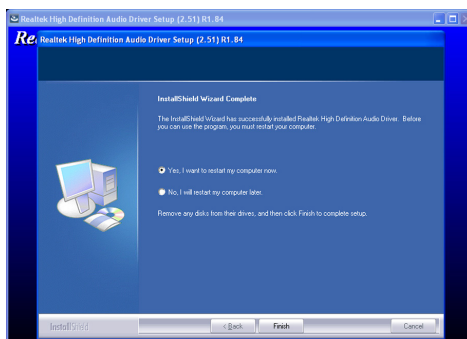 Realtek High Definition Audio Driver Setup (2.51) R1.84
Re
Realtek High Definition Audio Driver Setup (2.51) R1.84
InstallShield Wizard Complete
The InstallShield Wizard has successfully installed Realtek High Definition Audio Driver. Before
you can use the program, you must restart your computer.
Yes, I want to restart my computer now.
No, I will restart my computer later.
Remove any disks from their drives, and then click Finish to complete setup.
InstallShield
< Back
Finish
Cancel